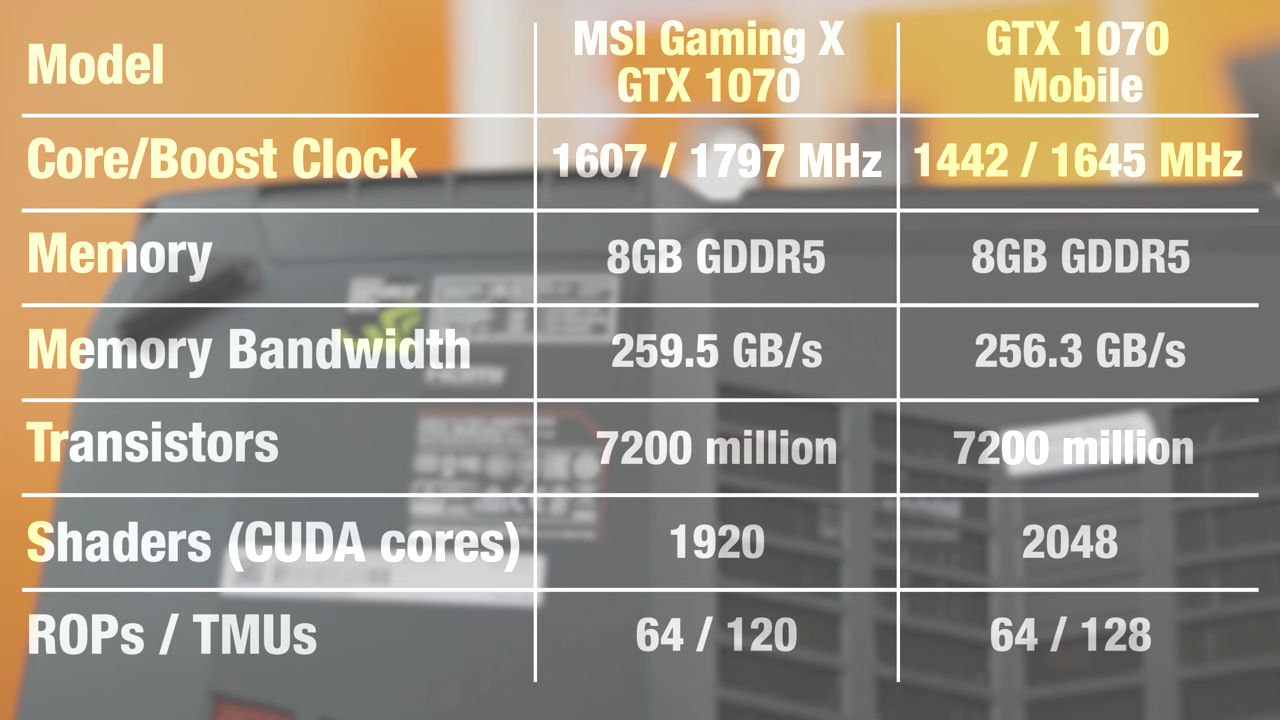 Model
MSI Gaming X
GTX 1070
GTX 1070
Mobile
Core/Boost Clock
1607 / 1797 MHz
1442 / 1645 MHz
Memory
8GB GDDR5
8GB GDDR5
Memory Bandwidth
259.5 GB/s
256.3 GB/s
Transistors
7200 million
7200 million
Shaders (CUDA cores)
1920
2048
ROPs / TMUs
64 / 120
64 / 128